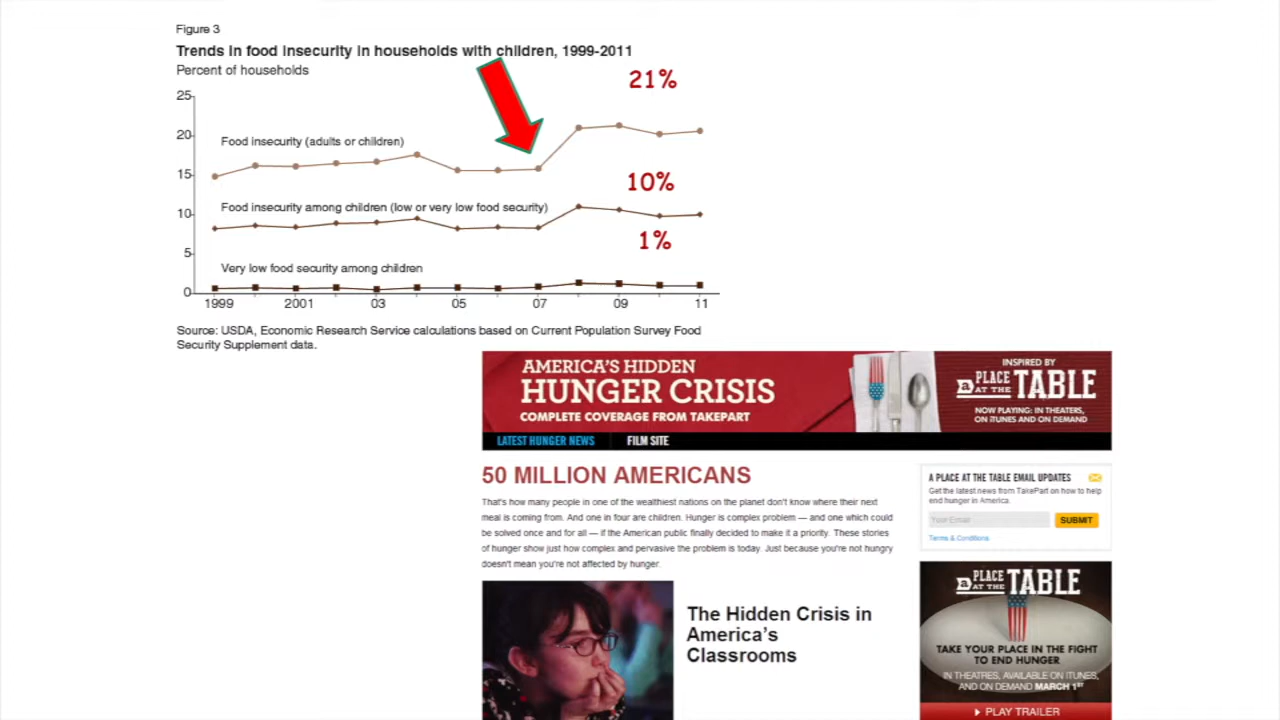 Figure 3
Trends in food insecurity in households with children, 1999-2011
Percent of households
21%
25
20
Food insecurity (adults or children)
15
10%
Food insecurity among children (low or very low food security)
10
1%
5
Very low food security among children
0
1999 2001 03 05 07 09 11
Source: USDA, Economic Research Service calculations based on Current Population Survey Food
Security Supplement data.
AMERICA'S HIDDEN
HUNGER CRISIS
COMPLETE COVERAGE FROM TAKEPART
INSPIRED BY
a PLACE AT THE TABLE
NOW PLAYING: IN THEATERS,
ON iTUNES AND ON DEMAND
LATEST HUNGER NEWS FILM SITE
50 MILLION AMERICANS
That's how many people in one of the wealthiest nations on the planet don't know where their next
meal is coming from. And one in four are children. Hunger is complex problem — and one which could
be solved once and for all — if the American public finally decided to make it a priority. These stories
of hunger show just how complex and pervasive the problem is today. Just because you're not hungry
doesn't mean you're not affected by hunger.
A PLACE AT THE TABLE EMAIL UPDATES
Get the latest news from TakePart on how to help
end hunger in America.
Your Email SUBMIT
Terms & Conditions
The Hidden Crisis in
America's
Classrooms
a PLACE AT THE TABLE
TAKE YOUR PLACE IN THE FIGHT
TO END HUNGER
IN THEATRES, AVAILABLE ON iTUNES,
AND ON DEMAND MARCH 1ST
PLAY TRAILER